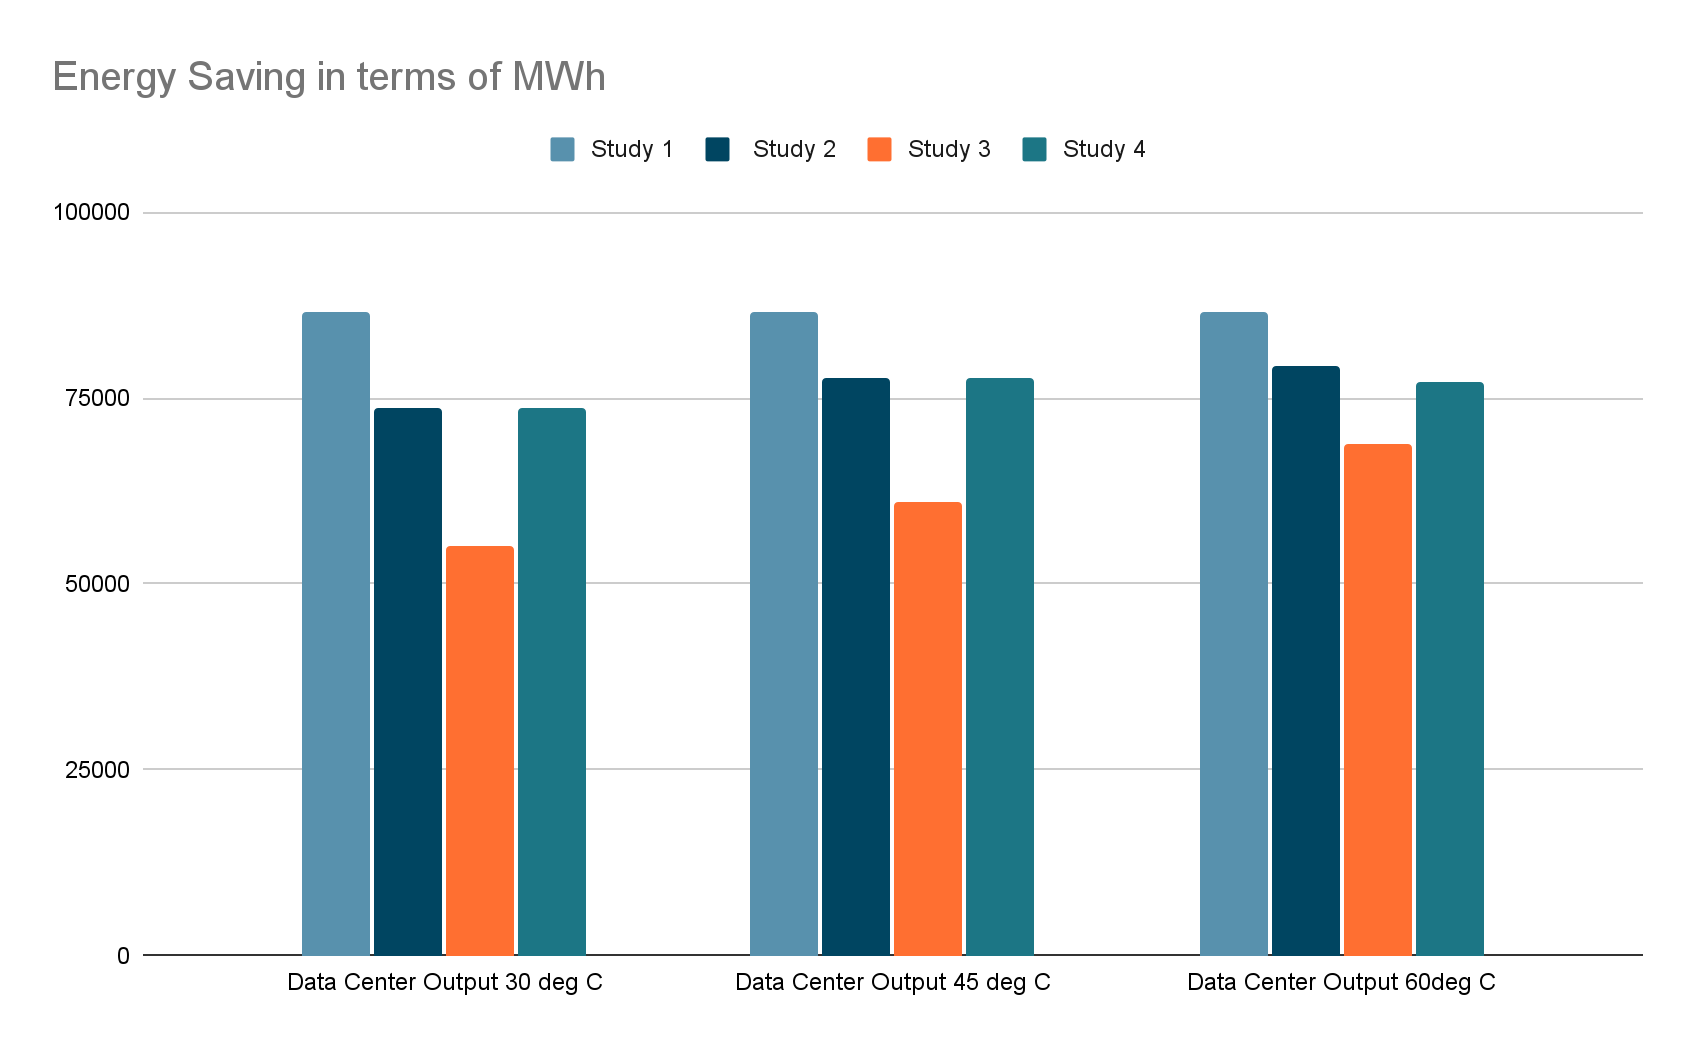 Energy Saving in terms of MWh
Study 1 Study 2 Study 3 Study 4
100000
75000
50000
25000
0
Data Center Output 30 deg C Data Center Output 45 deg C Data Center Output 60deg C